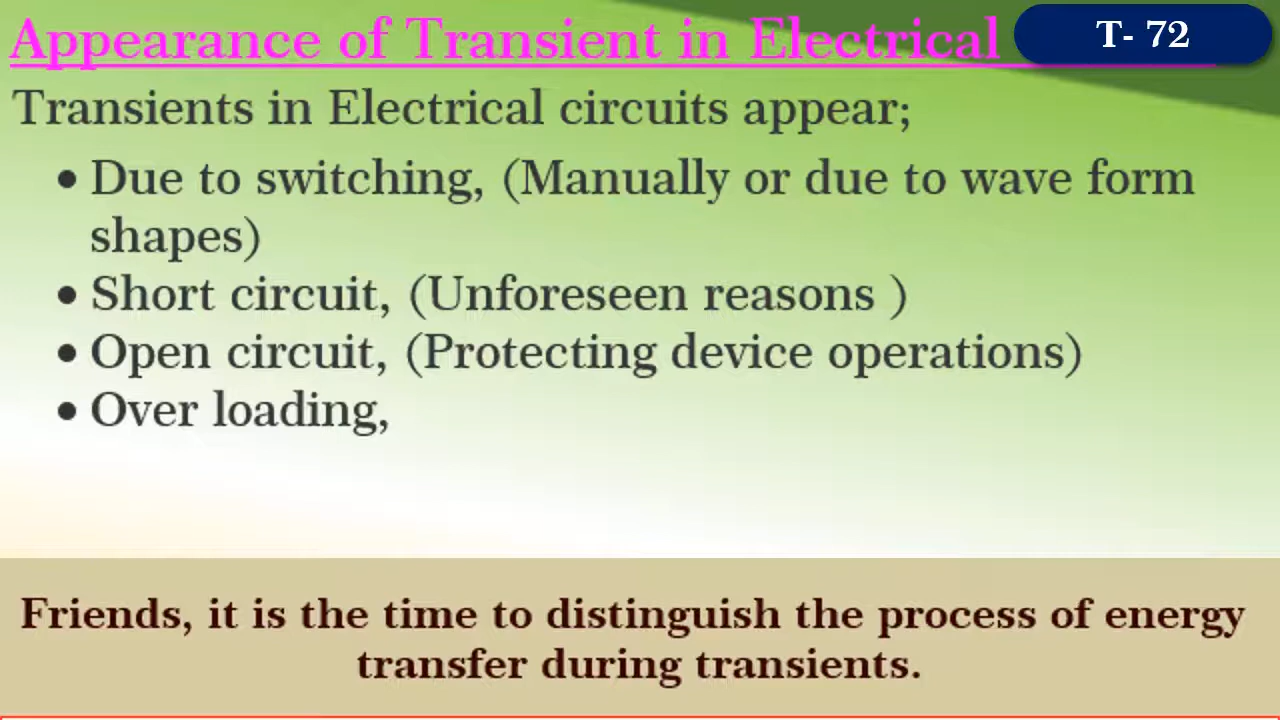 Appearance of Transient in Electrical
T- 72
Transients in Electrical circuits appear;
• Due to switching, (Manually or due to wave form
shapes)
• Short circuit, (Unforeseen reasons )
• Open circuit, (Protecting device operations)
• Over loading,
Friends, it is the time to distinguish the process of energy
transfer during transients.